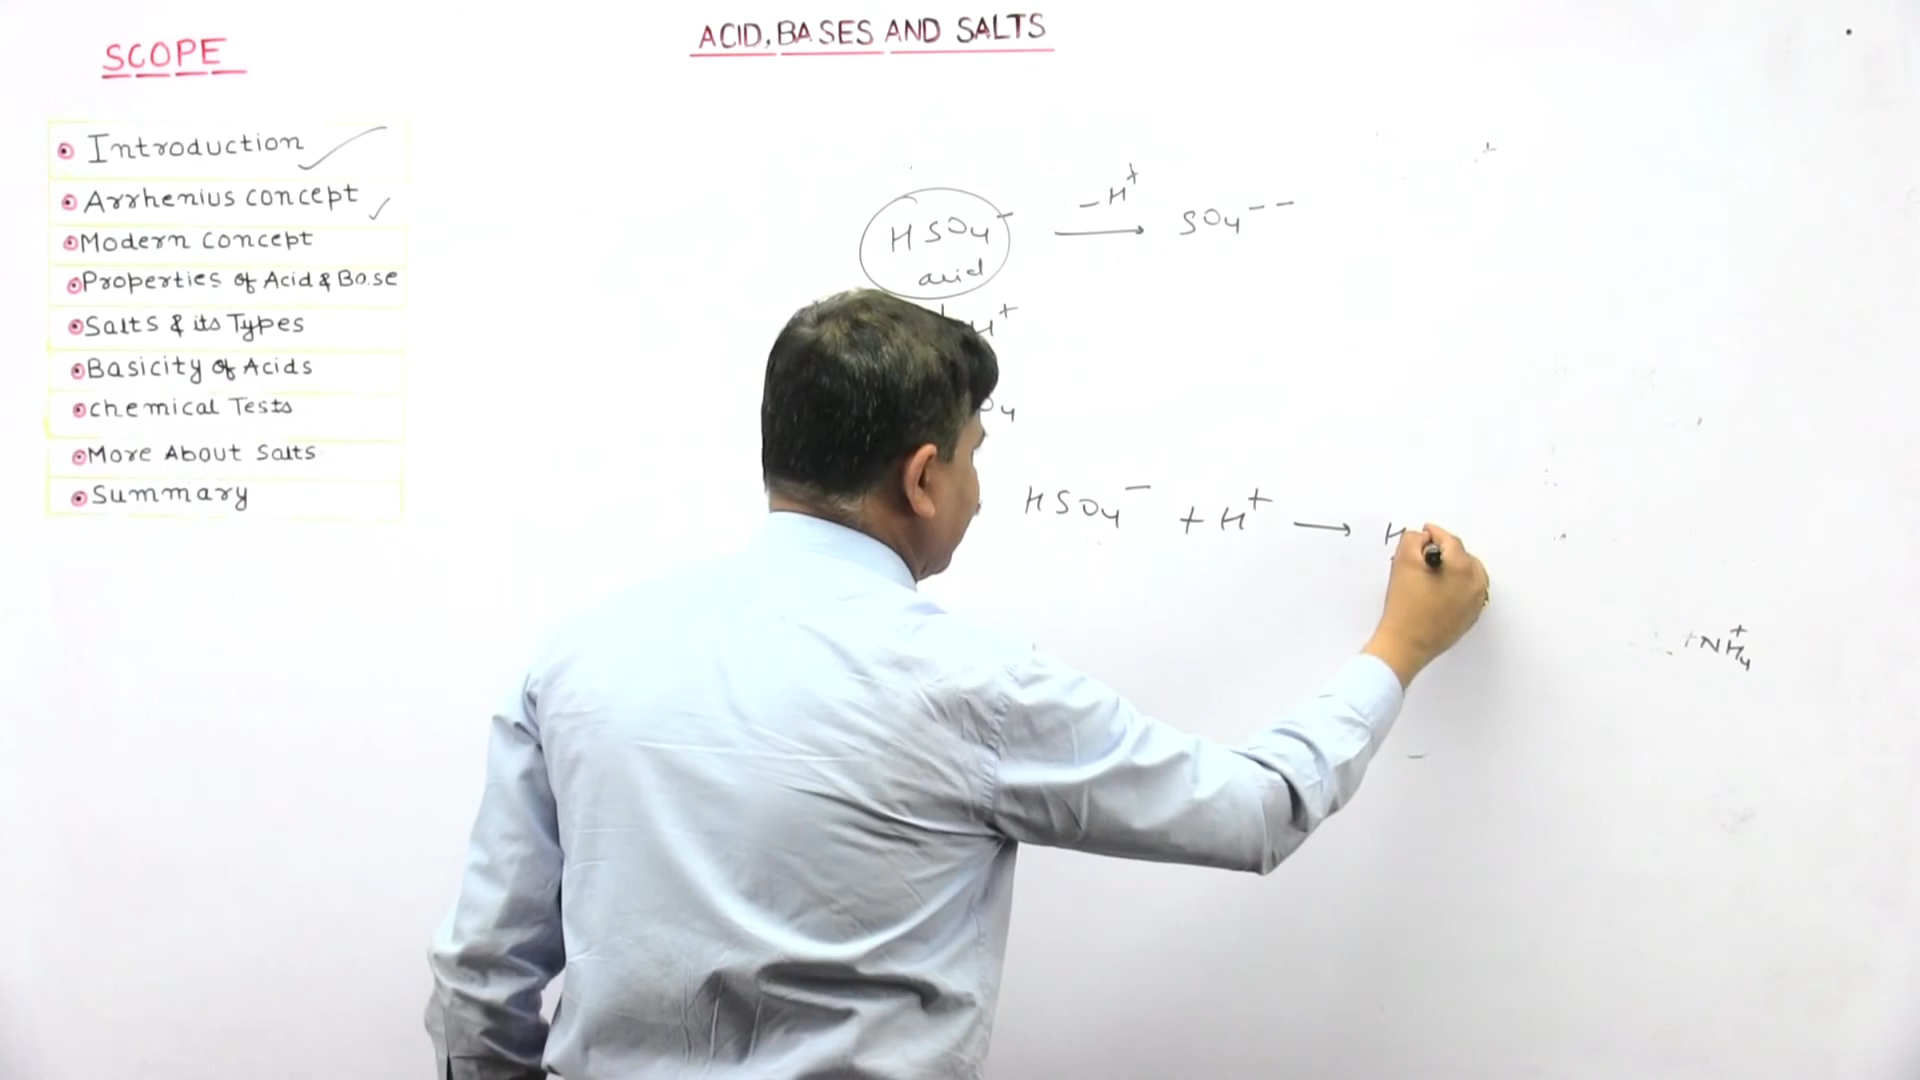 ACID, BASES AND SALTS
SCOPE
Introduction
Arrhenius concept
Modern concept
Properties of Acid & Base
Salts & its Types
Basicity of Acids
chemical Tests
More About Salts
Summary
HSO₄⁻ —H⁺ → SO₄⁻⁻
acid
H⁺
O₄
HSO₄⁻ + H⁺ → H
+NH₄⁺